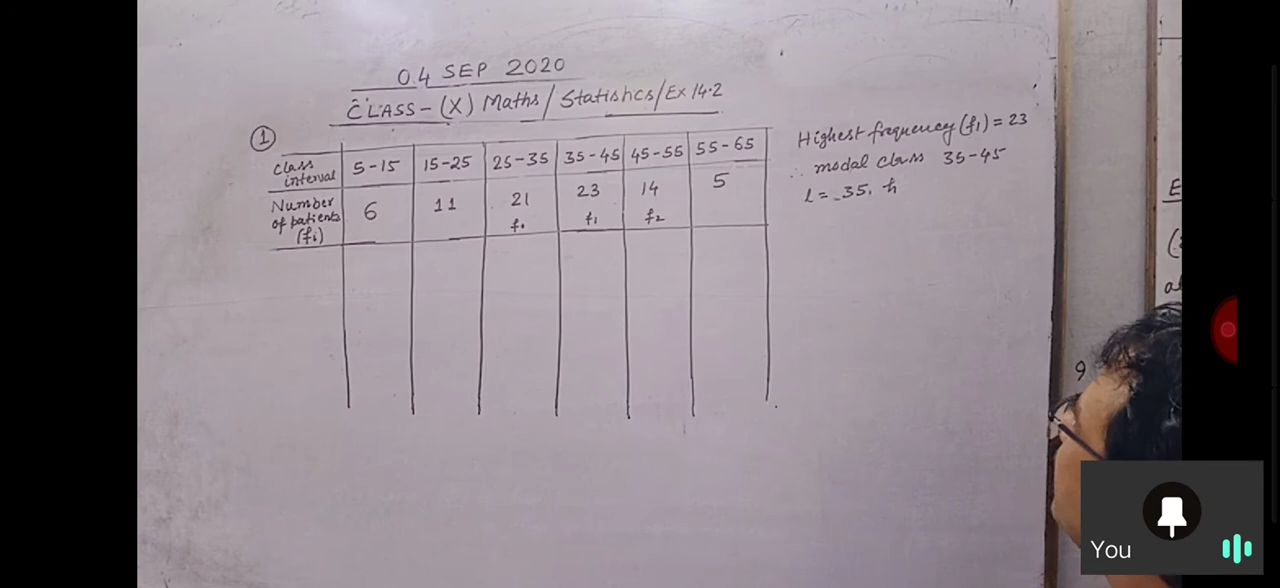 04 SEP 2020
CLASS-(X) Maths/Statistics/Ex 14.2
①
Class interval 5-15 15-25 25-35 35-45 45-55 55-65
Number of patients (fi) 6 11 21 23 14 5
f₀ f₁ f₂
Highest frequency (f1) = 23
∴ modal class 35-45
l = 35, h
9
You